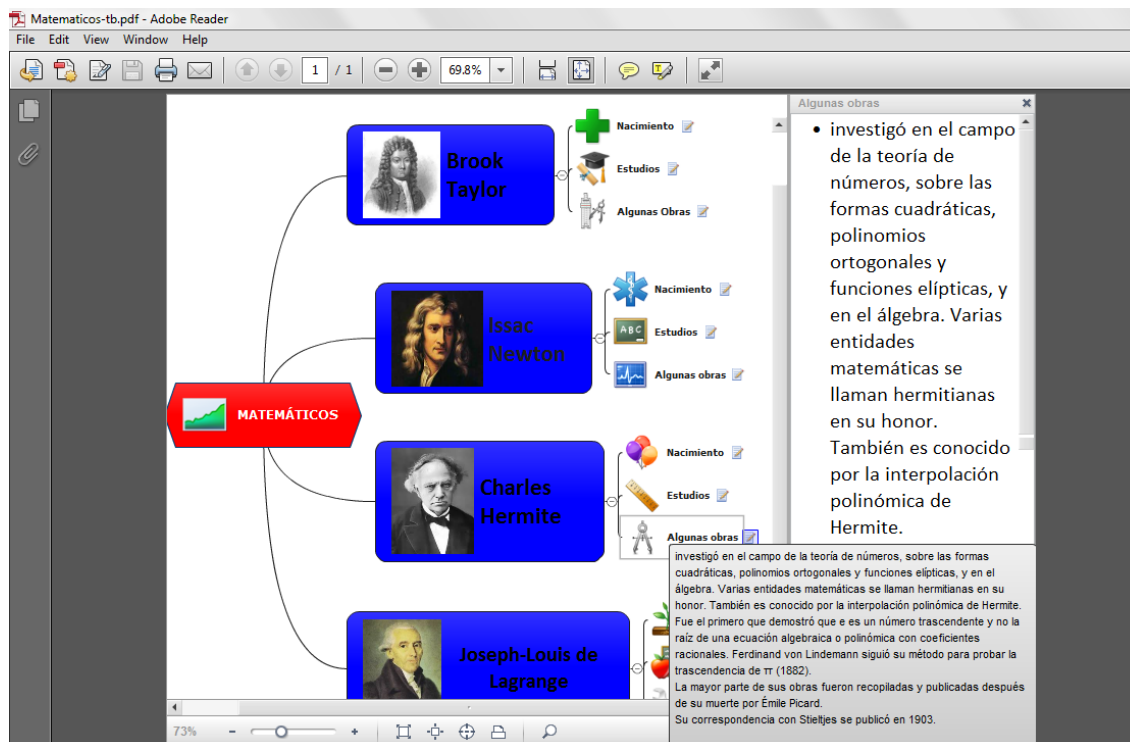 Matematicos-tb.pdf - Adobe Reader
File Edit View Window Help
1 / 1 69.8%
Algunas obras
Brook
Taylor
Nacimiento
Estudios
Algunas Obras
Issac
Newton
Nacimiento
ABC
Estudios
Algunas obras
MATEMÁTICOS
Charles
Hermite
Nacimiento
Estudios
Algunas obras
Joseph-Louis de
Lagrange
• investigó en el campo
de la teoría de
números, sobre las
formas cuadráticas,
polinomios
ortogonales y
funciones elípticas, y
en el álgebra. Varias
entidades
matemáticas se
llaman hermitianas
en su honor.
También es conocido
por la interpolación
polinómica de
Hermite.
investigó en el campo de la teoría de números, sobre las formas
cuadráticas, polinomios ortogonales y funciones elípticas, y en el
álgebra. Varias entidades matemáticas se llaman hermitianas en su
honor. También es conocido por la interpolación polinómica de Hermite.
Fue el primero que demostró que e es un número trascendente y no la
raíz de una ecuación algebraica o polinómica con coeficientes
racionales. Ferdinand von Lindemann siguió su método para probar la
trascendencia de π (1882).
La mayor parte de sus obras fueron recopiladas y publicadas después
de su muerte por Émile Picard.
Su correspondencia con Stieltjes se publicó en 1903.
73%